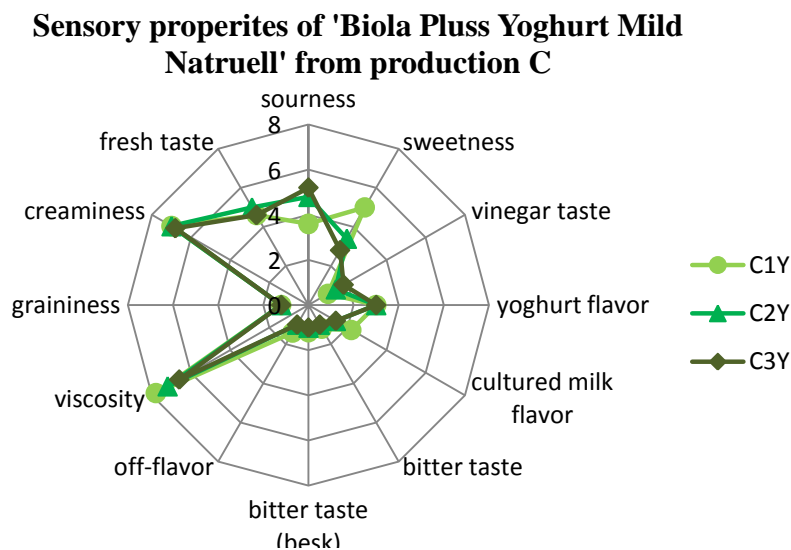 Sensory properites of 'Biola Pluss Yoghurt Mild
Natruell' from production C
sourness
8
fresh taste
sweetness
6
creaminess
4
vinegar taste
2
graininess
0
yoghurt flavor
C1Y
C2Y
C3Y
viscosity
cultured milk
flavor
off-flavor
bitter taste
bitter taste
(besk)